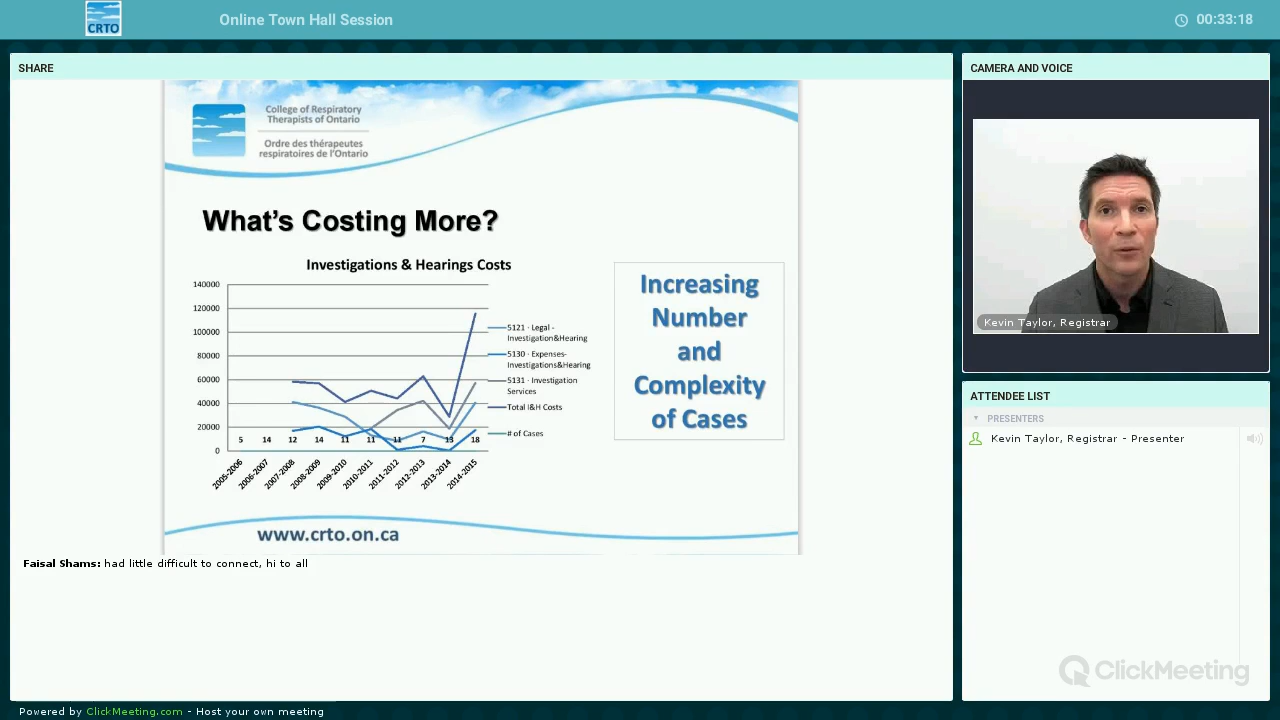 CRTO
Online Town Hall Session
00:33:18
SHARE
College of Respiratory
Therapists of Ontario
Ordre des thérapeutes
respiratoires de l'Ontario
What's Costing More?
Investigations & Hearings Costs
140000
120000
100000
80000
60000
40000
20000
0
5 14 12 14 11 11 11 7 13 18
2005-2006
2006-2007
2007-2008
2008-2009
2009-2010
2010-2011
2011-2012
2012-2013
2013-2014
2014-2015
5121 · Legal -
Investigation&Hearing
5130 · Expenses-
Investigations&Hearing
5131 · Investigation
Services
Total I&H Costs
# of Cases
Increasing
Number
and
Complexity
of Cases
www.crto.on.ca
Faisal Shams: had little difficult to connect, hi to all
CAMERA AND VOICE
Kevin Taylor, Registrar
ATTENDEE LIST
PRESENTERS
Kevin Taylor, Registrar - Presenter
ClickMeeting
Powered by ClickMeeting.com - Host your own meeting